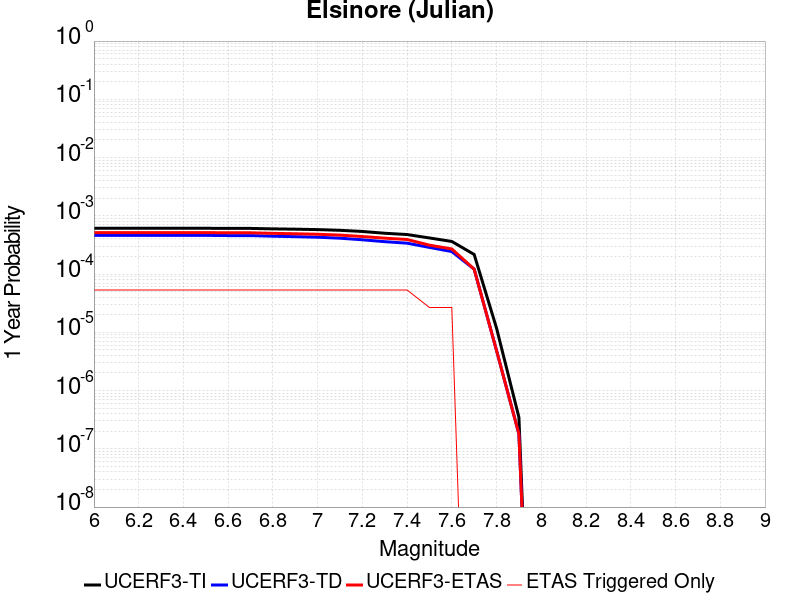 Elsinore (Julian)
10^0
10^-1
10^-2
10^-3
10^-4
10^-5
10^-6
10^-7
10^-8
1 Year Probability
6 6.2 6.4 6.6 6.8 7 7.2 7.4 7.6 7.8 8 8.2 8.4 8.6 8.8 9
Magnitude
UCERF3-TI UCERF3-TD UCERF3-ETAS ETAS Triggered Only